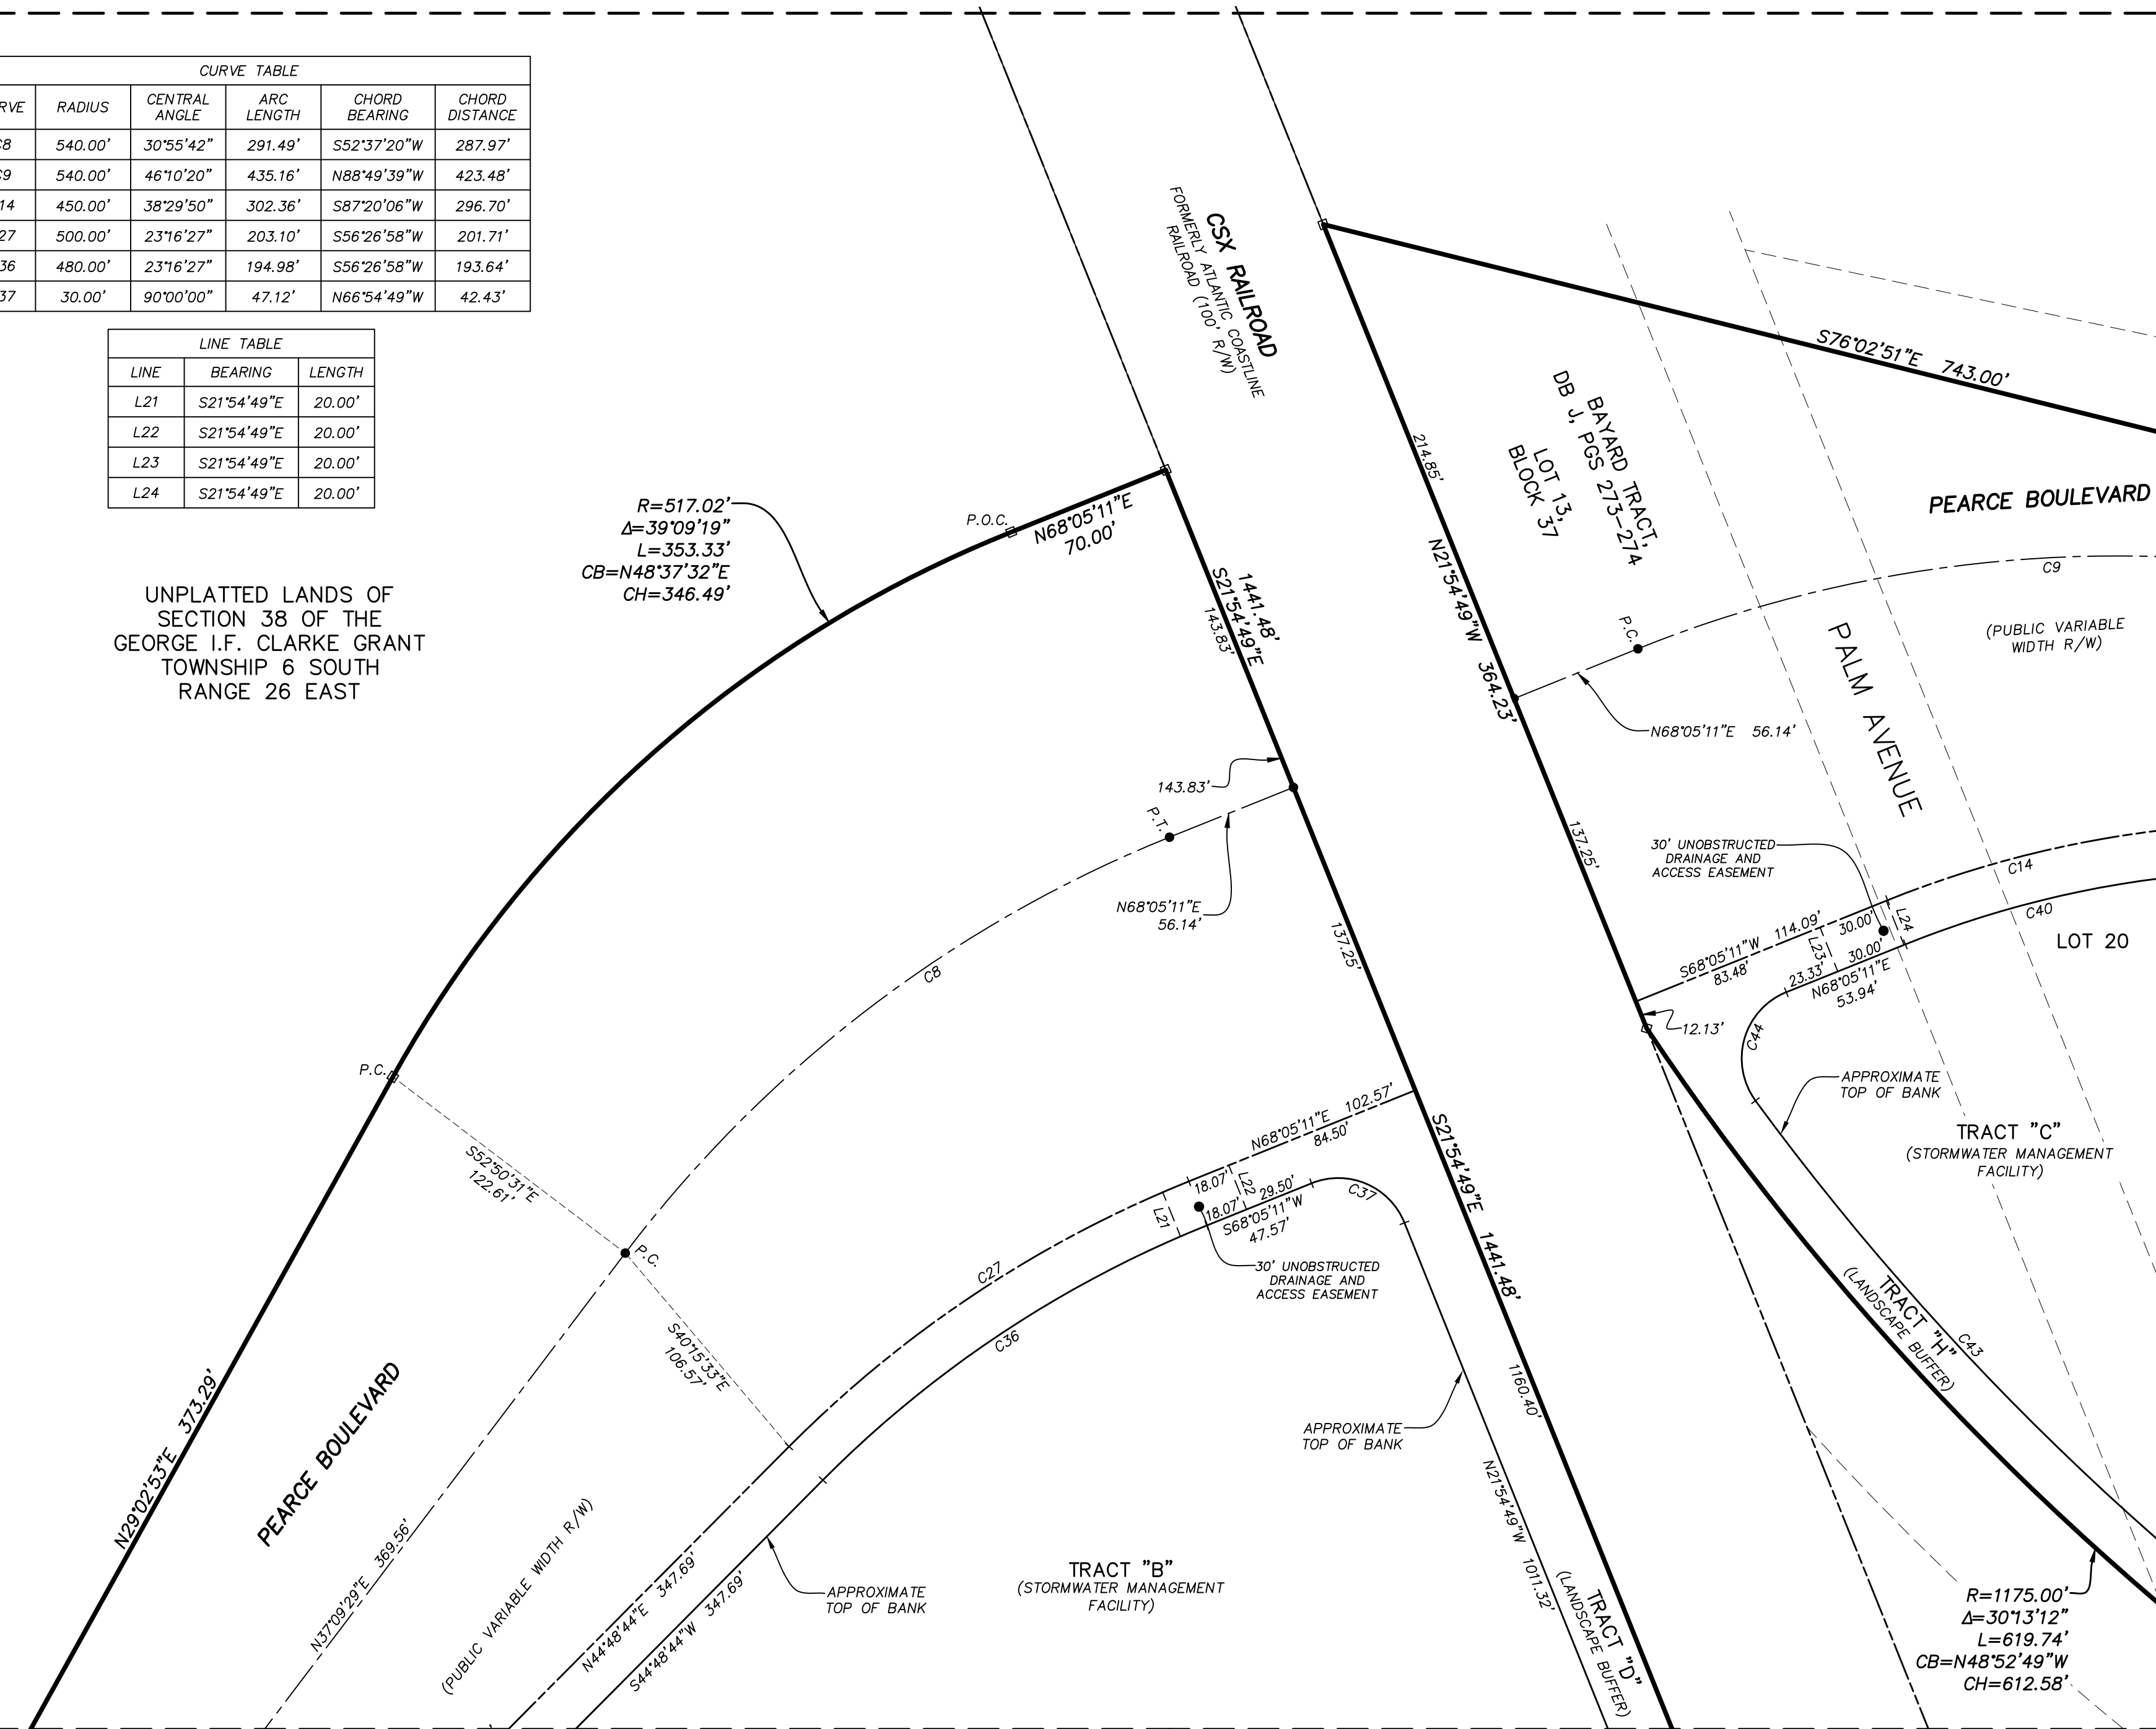 CURVE TABLE
RVE RADIUS CENTRAL ANGLE ARC LENGTH CHORD BEARING CHORD DISTANCE
C8 540.00' 30°55'42" 291.49' S52°37'20"W 287.97'
C9 540.00' 46°10'20" 435.16' N88°49'39"W 423.48'
14 450.00' 38°29'50" 302.36' S87°20'06"W 296.70'
27 500.00' 23°16'27" 203.10' S56°26'58"W 201.71'
36 480.00' 23°16'27" 194.98' S56°26'58"W 193.64'
37 30.00' 90°00'00" 47.12' N66°54'49"W 42.43'
LINE TABLE
LINE BEARING LENGTH
L21 S21°54'49"E 20.00'
L22 S21°54'49"E 20.00'
L23 S21°54'49"E 20.00'
L24 S21°54'49"E 20.00'
UNPLATTED LANDS OF
SECTION 38 OF THE
GEORGE I.F. CLARKE GRANT
TOWNSHIP 6 SOUTH
RANGE 26 EAST
R=517.02'
Δ=39°09'19"
L=353.33'
CB=N48°37'32"E
CH=346.49'
P.O.C.
N68°05'11"E
70.00'
CSX RAILROAD
FORMERLY ATLANTIC COASTLINE
RAILROAD (100' R/W)
1441.48'
S21°54'49"E
143.83'
214.85'
N21°54'49"W 364.23'
BAYARD TRACT,
DB J, PGS 273-274
LOT 13,
BLOCK 37
S76°02'51"E 743.00'
PEARCE BOULEVARD
C9
(PUBLIC VARIABLE
WIDTH R/W)
P.C.
N68°05'11"E 56.14'
PALM AVENUE
143.83'
P.T.
N68°05'11"E
56.14'
C8
137.25'
137.25'
30' UNOBSTRUCTED
DRAINAGE AND
ACCESS EASEMENT
S68°05'11"W 114.09'
83.48'
30.00'
L24
L23
30.00'
23.33'
N68°05'11"E
53.94'
C14
C40
LOT 20
12.13'
C44
APPROXIMATE
TOP OF BANK
TRACT "C"
(STORMWATER MANAGEMENT
FACILITY)
P.C.
S52°50'31"E
122.61'
P.C.
S40°15'33"E
106.57'
N68°05'11"E 102.57'
84.50'
18.07'
L22
L21
29.50'
18.07'
S68°05'11"W
47.57'
C37
30' UNOBSTRUCTED
DRAINAGE AND
ACCESS EASEMENT
C27
C36
S21°54'49"E 1441.48'
1160.40'
TRACT "H"
(LANDSCAPE BUFFER)
C43
APPROXIMATE
TOP OF BANK
N21°54'49"W 1011.32'
TRACT "D"
(LANDSCAPE BUFFER)
N29°02'53"E 373.29'
PEARCE BOULEVARD
N37°09'29"E 369.56'
(PUBLIC VARIABLE WIDTH R/W)
N44°48'44"E 347.69'
S44°48'44"W 347.69'
APPROXIMATE
TOP OF BANK
TRACT "B"
(STORMWATER MANAGEMENT
FACILITY)
R=1175.00'
Δ=30°13'12"
L=619.74'
CB=N48°52'49"W
CH=612.58'